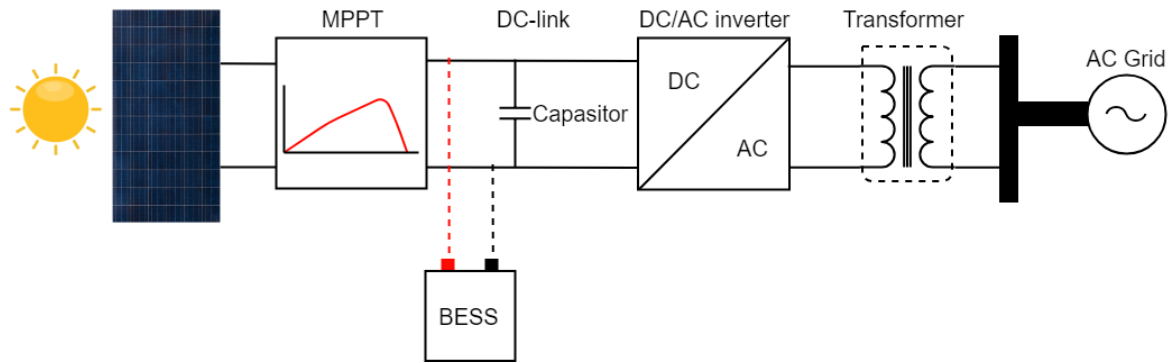 MPPT
DC-link
DC/AC inverter
Transformer
AC Grid
Capasitor
DC
AC
BESS